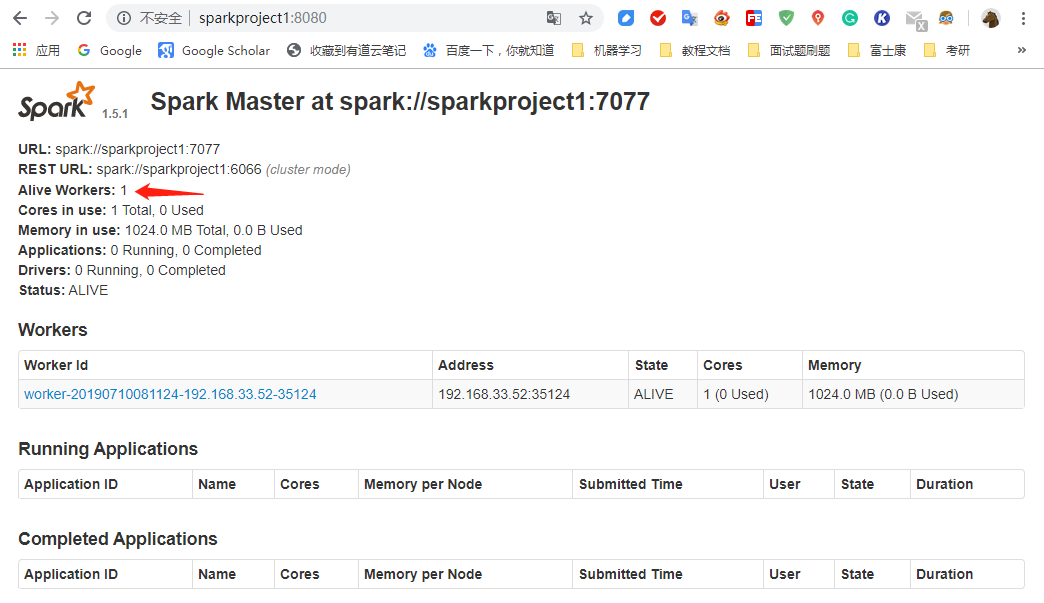 不安全 sparkproject1:8080
应用 Google Google Scholar 收藏到有道云笔记 百度一下，你就知道 机器学习 教程文档 面试题刷题 富士康 考研 »
Spark 1.5.1 Spark Master at spark://sparkproject1:7077
URL: spark://sparkproject1:7077
REST URL: spark://sparkproject1:6066 (cluster mode)
Alive Workers: 1
Cores in use: 1 Total, 0 Used
Memory in use: 1024.0 MB Total, 0.0 B Used
Applications: 0 Running, 0 Completed
Drivers: 0 Running, 0 Completed
Status: ALIVE
Workers
Worker Id Address State Cores Memory
worker-20190710081124-192.168.33.52-35124 192.168.33.52:35124 ALIVE 1 (0 Used) 1024.0 MB (0.0 B Used)
Running Applications
Application ID Name Cores Memory per Node Submitted Time User State Duration
Completed Applications
Application ID Name Cores Memory per Node Submitted Time User State Duration